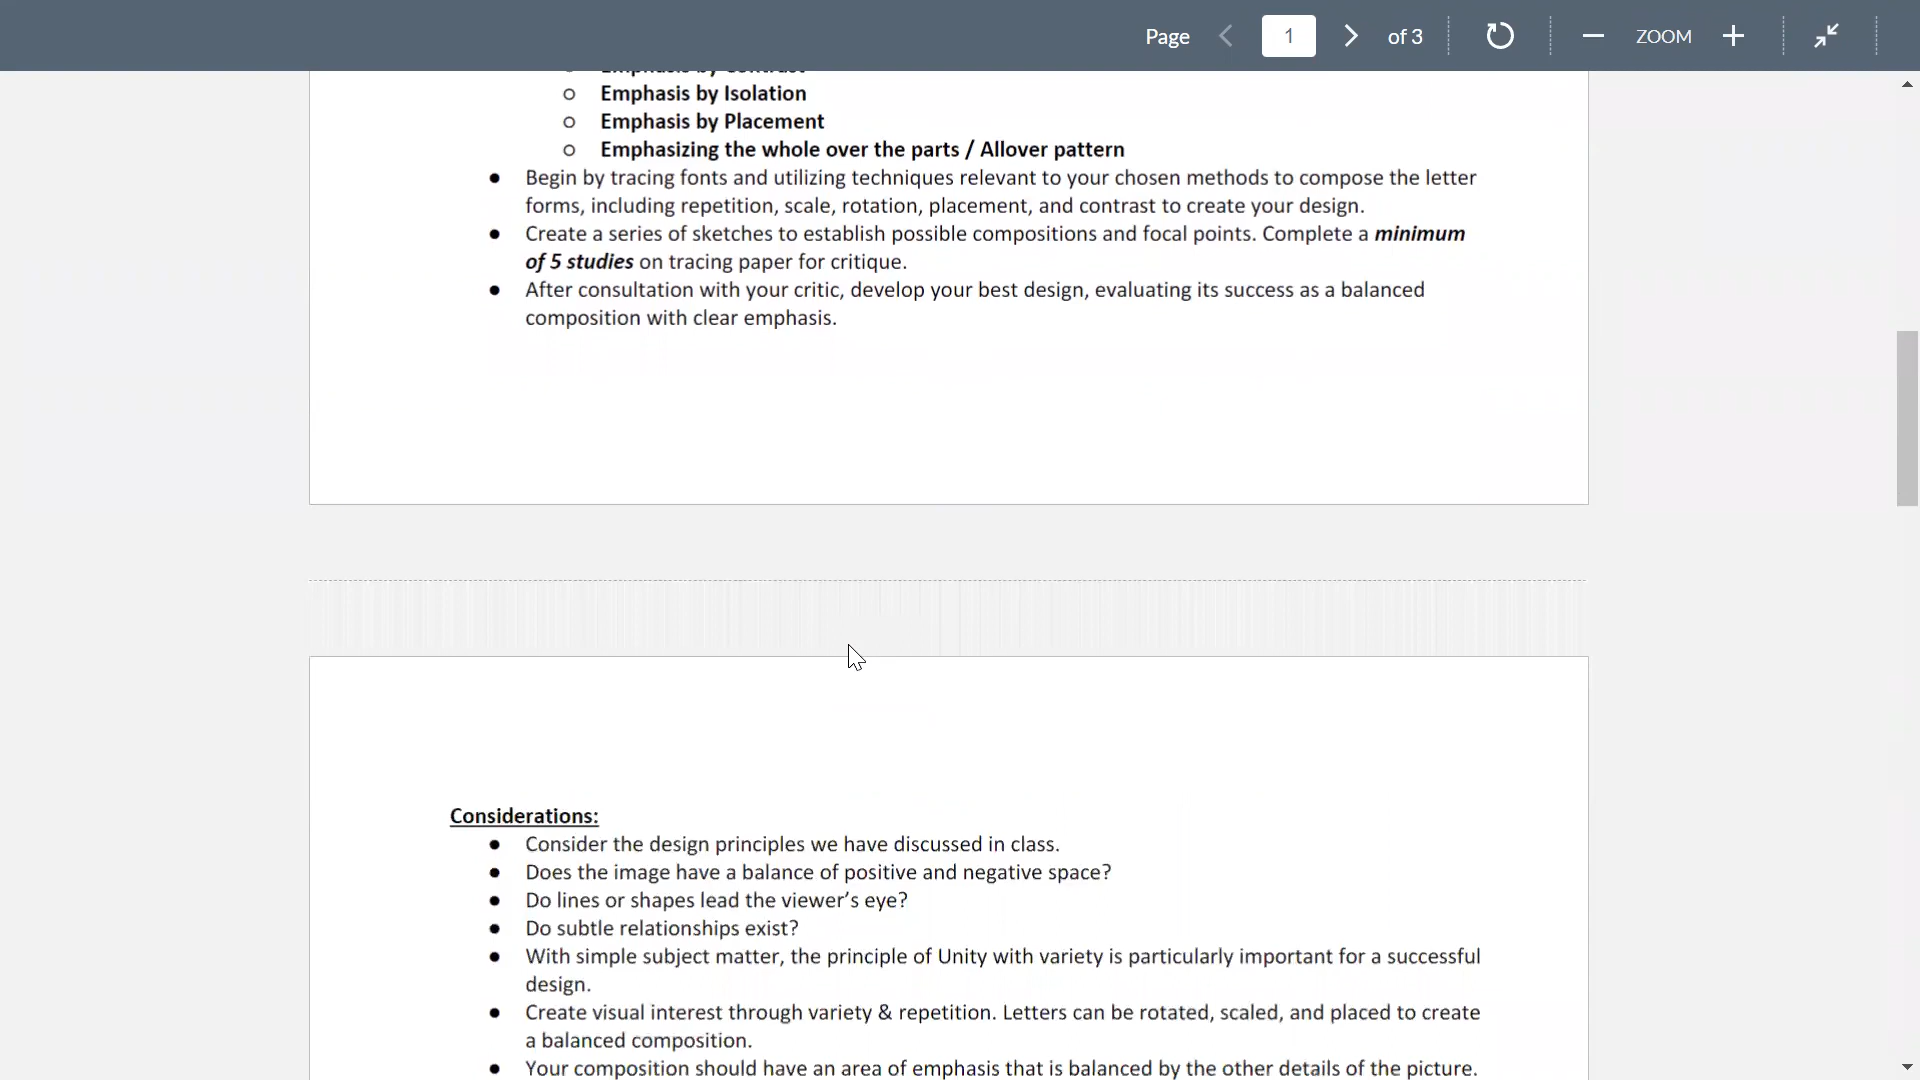 Page 1 of 3 ZOOM
Emphasis by Contrast
o Emphasis by Isolation
o Emphasis by Placement
o Emphasizing the whole over the parts / Allover pattern
● Begin by tracing fonts and utilizing techniques relevant to your chosen methods to compose the letter
forms, including repetition, scale, rotation, placement, and contrast to create your design.
● Create a series of sketches to establish possible compositions and focal points. Complete a minimum
of 5 studies on tracing paper for critique.
● After consultation with your critic, develop your best design, evaluating its success as a balanced
composition with clear emphasis.
Considerations:
● Consider the design principles we have discussed in class.
● Does the image have a balance of positive and negative space?
● Do lines or shapes lead the viewer’s eye?
● Do subtle relationships exist?
● With simple subject matter, the principle of Unity with variety is particularly important for a successful
design.
● Create visual interest through variety & repetition. Letters can be rotated, scaled, and placed to create
a balanced composition.
● Your composition should have an area of emphasis that is balanced by the other details of the picture.